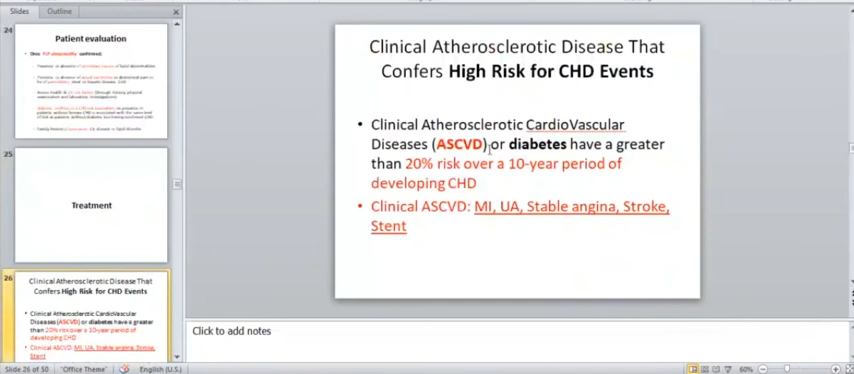 Slides
Outline
24
Patient evaluation
25
Treatment
26
Clinical Atherosclerotic Disease That
Confers High Risk for CHD Events
• Clinical Atherosclerotic CardioVascular
Diseases (ASCVD) or diabetes have a greater
than 20% risk over a 10-year period of
developing CHD
• Clinical ASCVD: MI, UA, Stable angina, Stroke,
Stent
Clinical Atherosclerotic Disease That
Confers High Risk for CHD Events
• Clinical Atherosclerotic CardioVascular
Diseases (ASCVD) or diabetes have a greater
than 20% risk over a 10-year period of
developing CHD
• Clinical ASCVD: MI, UA, Stable angina, Stroke,
Stent
Click to add notes
Slide 26 of 50
"Office Theme"
English (U.S.)
60%